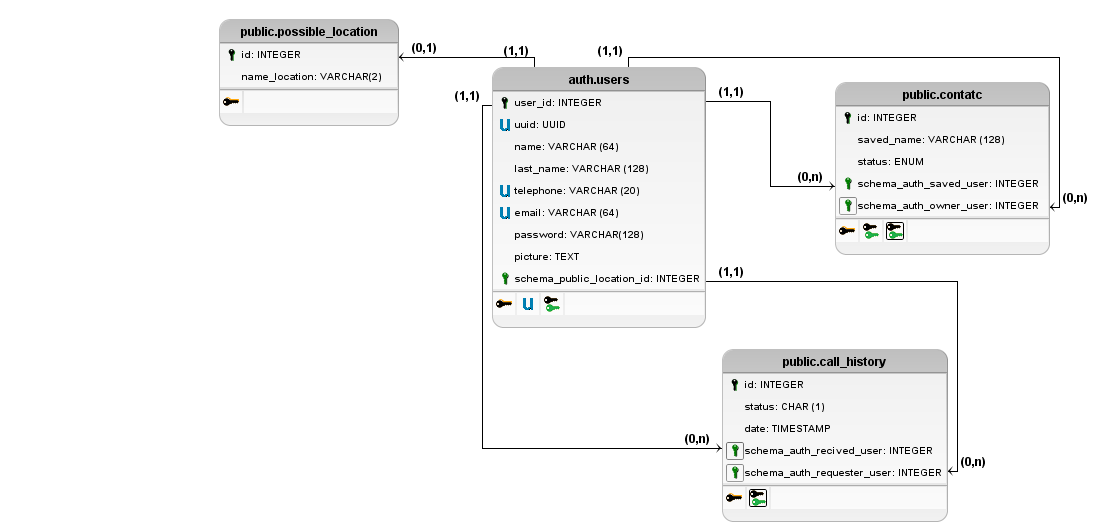 public.possible_location
id: INTEGER
name_location: VARCHAR(2)
(0,1)
(1,1)
(1,1)
(1,1)
auth.users
user_id: INTEGER
uuid: UUID
name: VARCHAR (64)
last_name: VARCHAR (128)
telephone: VARCHAR (20)
email: VARCHAR (64)
password: VARCHAR(128)
picture: TEXT
schema_public_location_id: INTEGER
(1,1)
(0,n)
public.contatc
id: INTEGER
saved_name: VARCHAR (128)
status: ENUM
schema_auth_saved_user: INTEGER
schema_auth_owner_user: INTEGER
(0,n)
(1,1)
public.call_history
id: INTEGER
status: CHAR (1)
date: TIMESTAMP
schema_auth_recived_user: INTEGER
schema_auth_requester_user: INTEGER
(0,n)
(0,n)